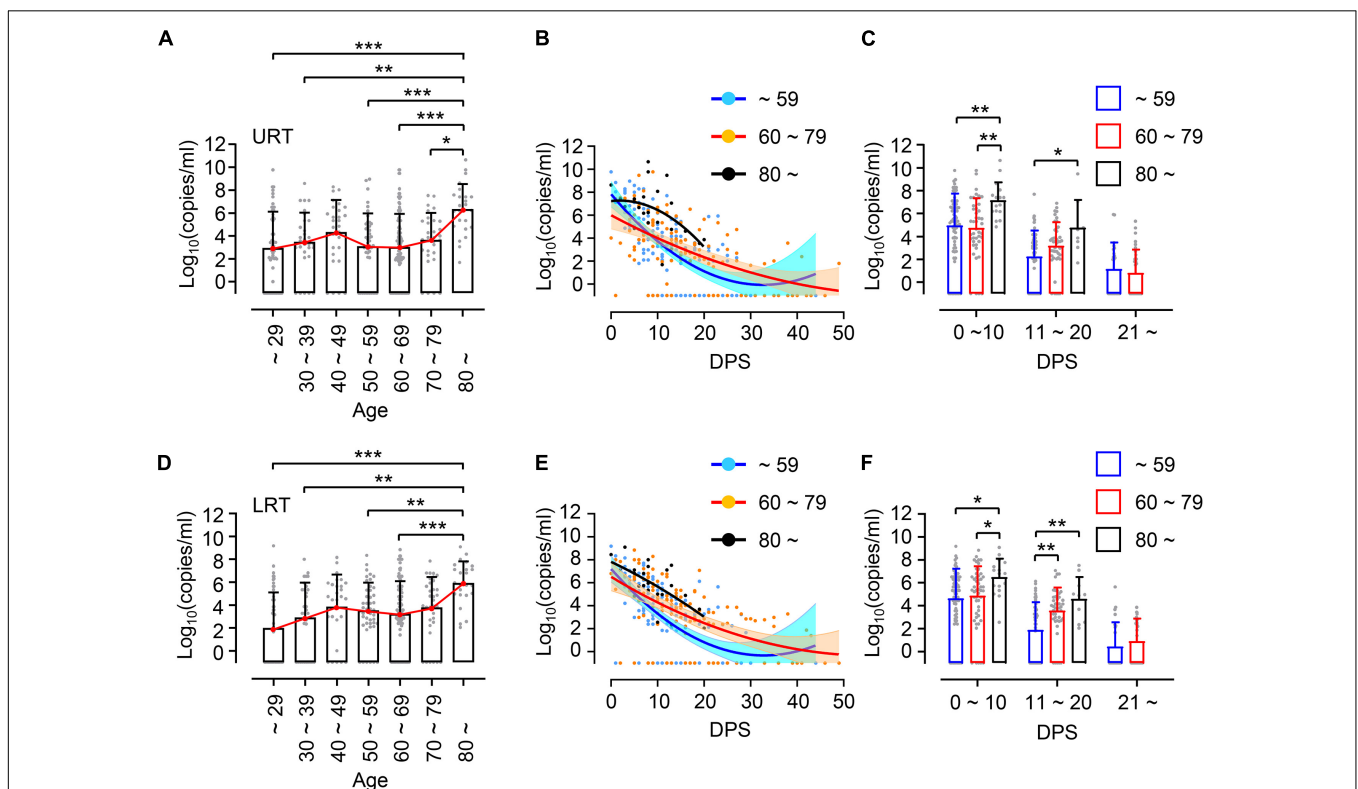 A
***
**
***
***
*
URT
Log10(copies/ml)
12
10
8
6
4
2
0
~ 29
30 ~ 39
40 ~ 49
50 ~ 59
60 ~ 69
70 ~ 79
80 ~
Age
B
~ 59
60 ~ 79
80 ~
Log10(copies/ml)
12
10
8
6
4
2
0
0 10 20 30 40 50
DPS
C
~ 59
60 ~ 79
80 ~
**
**
*
Log10(copies/ml)
12
10
8
6
4
2
0
0 ~10 11 ~ 20 21 ~
DPS
D
***
**
**
***
LRT
Log10(copies/ml)
12
10
8
6
4
2
0
~ 29
30 ~ 39
40 ~ 49
50 ~ 59
60 ~ 69
70 ~ 79
80 ~
Age
E
~ 59
60 ~ 79
80 ~
Log10(copies/ml)
12
10
8
6
4
2
0
0 10 20 30 40 50
DPS
F
~ 59
60 ~ 79
80 ~
*
*
**
**
Log10(copies/ml)
12
10
8
6
4
2
0
0 ~ 10 11 ~ 20 21 ~
DPS